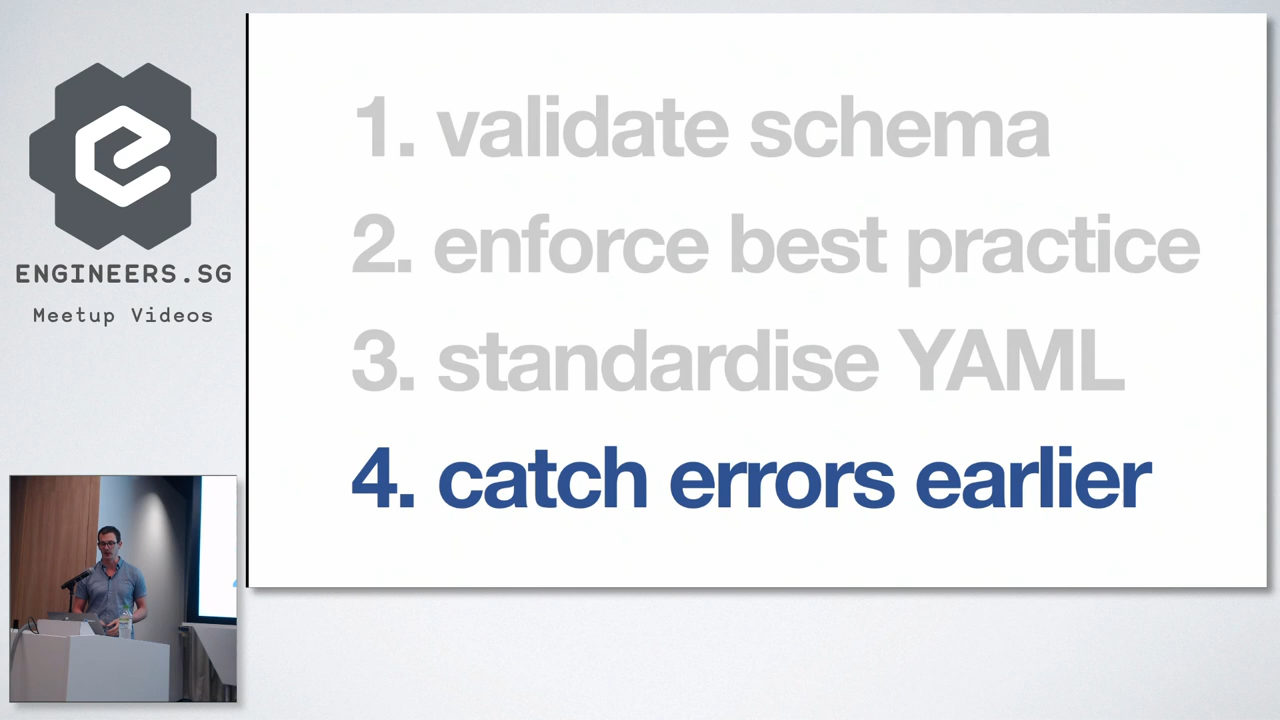 ENGINEERS.SG
Meetup Videos
1. validate schema
2. enforce best practice
3. standardise YAML
4. catch errors earlier